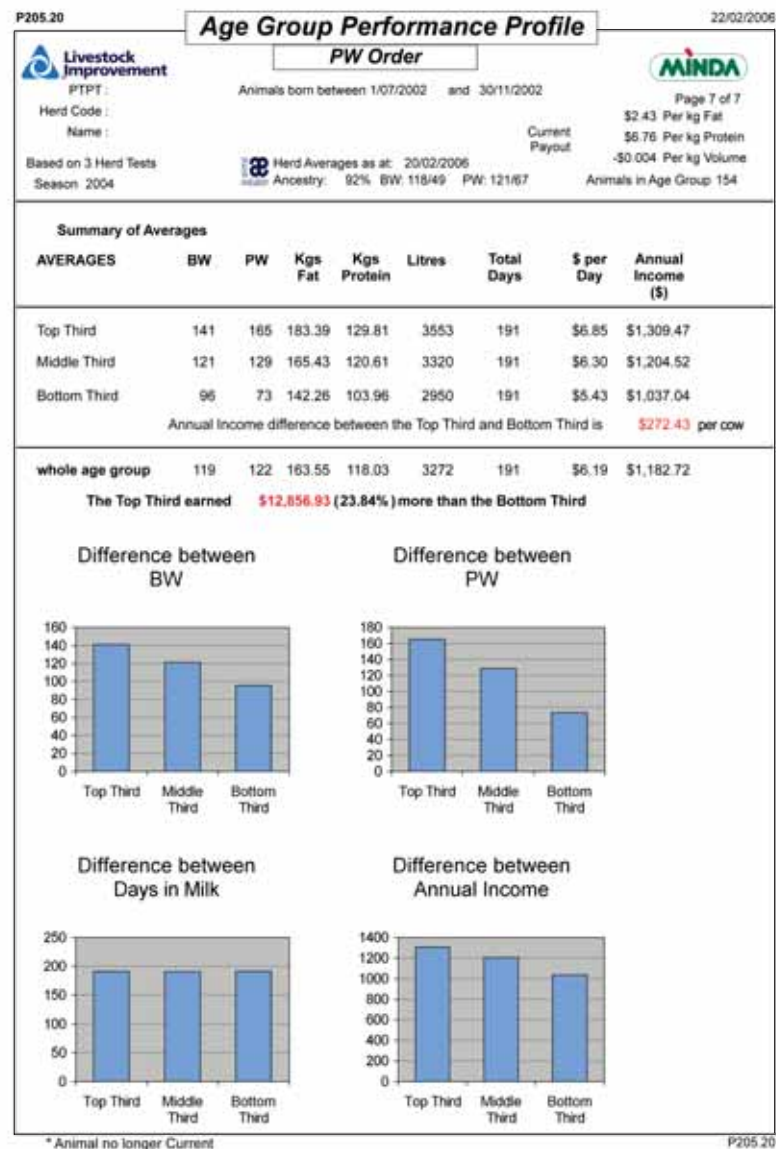 P205.20
Age Group Performance Profile
22/02/2006
PW Order
Livestock
Improvement
MINDA
PTPT :
Animals born between 1/07/2002 and 30/11/2002
Page 7 of 7
Herd Code :
$2.43 Per kg Fat
Name :
Current
Payout
$6.76 Per kg Protein
Based on 3 Herd Tests
Herd Averages as at: 20/02/2006
-$0.004 Per kg Volume
Season 2004
Ancestry: 92% BW: 118/49 PW: 121/67
Animals in Age Group 154
Summary of Averages
AVERAGES BW PW Kgs Fat Kgs Protein Litres Total Days $ per Day Annual Income ($)
Top Third 141 165 183.39 129.81 3553 191 $6.85 $1,309.47
Middle Third 121 129 165.43 120.61 3320 191 $6.30 $1,204.52
Bottom Third 96 73 142.26 103.96 2950 191 $5.43 $1,037.04
Annual Income difference between the Top Third and Bottom Third is $272.43 per cow
whole age group 119 122 163.55 118.03 3272 191 $6.19 $1,182.72
The Top Third earned $12,856.93 (23.84%) more than the Bottom Third
Difference between
BW
160
140
120
100
80
60
40
20
0
Top Third Middle Third Bottom Third
Difference between
PW
180
160
140
120
100
80
60
40
20
0
Top Third Middle Third Bottom Third
Difference between
Days in Milk
250
200
150
100
50
0
Top Third Middle Third Bottom Third
Difference between
Annual Income
1400
1200
1000
800
600
400
200
0
Top Third Middle Third Bottom Third
* Animal no longer Current
P205.20